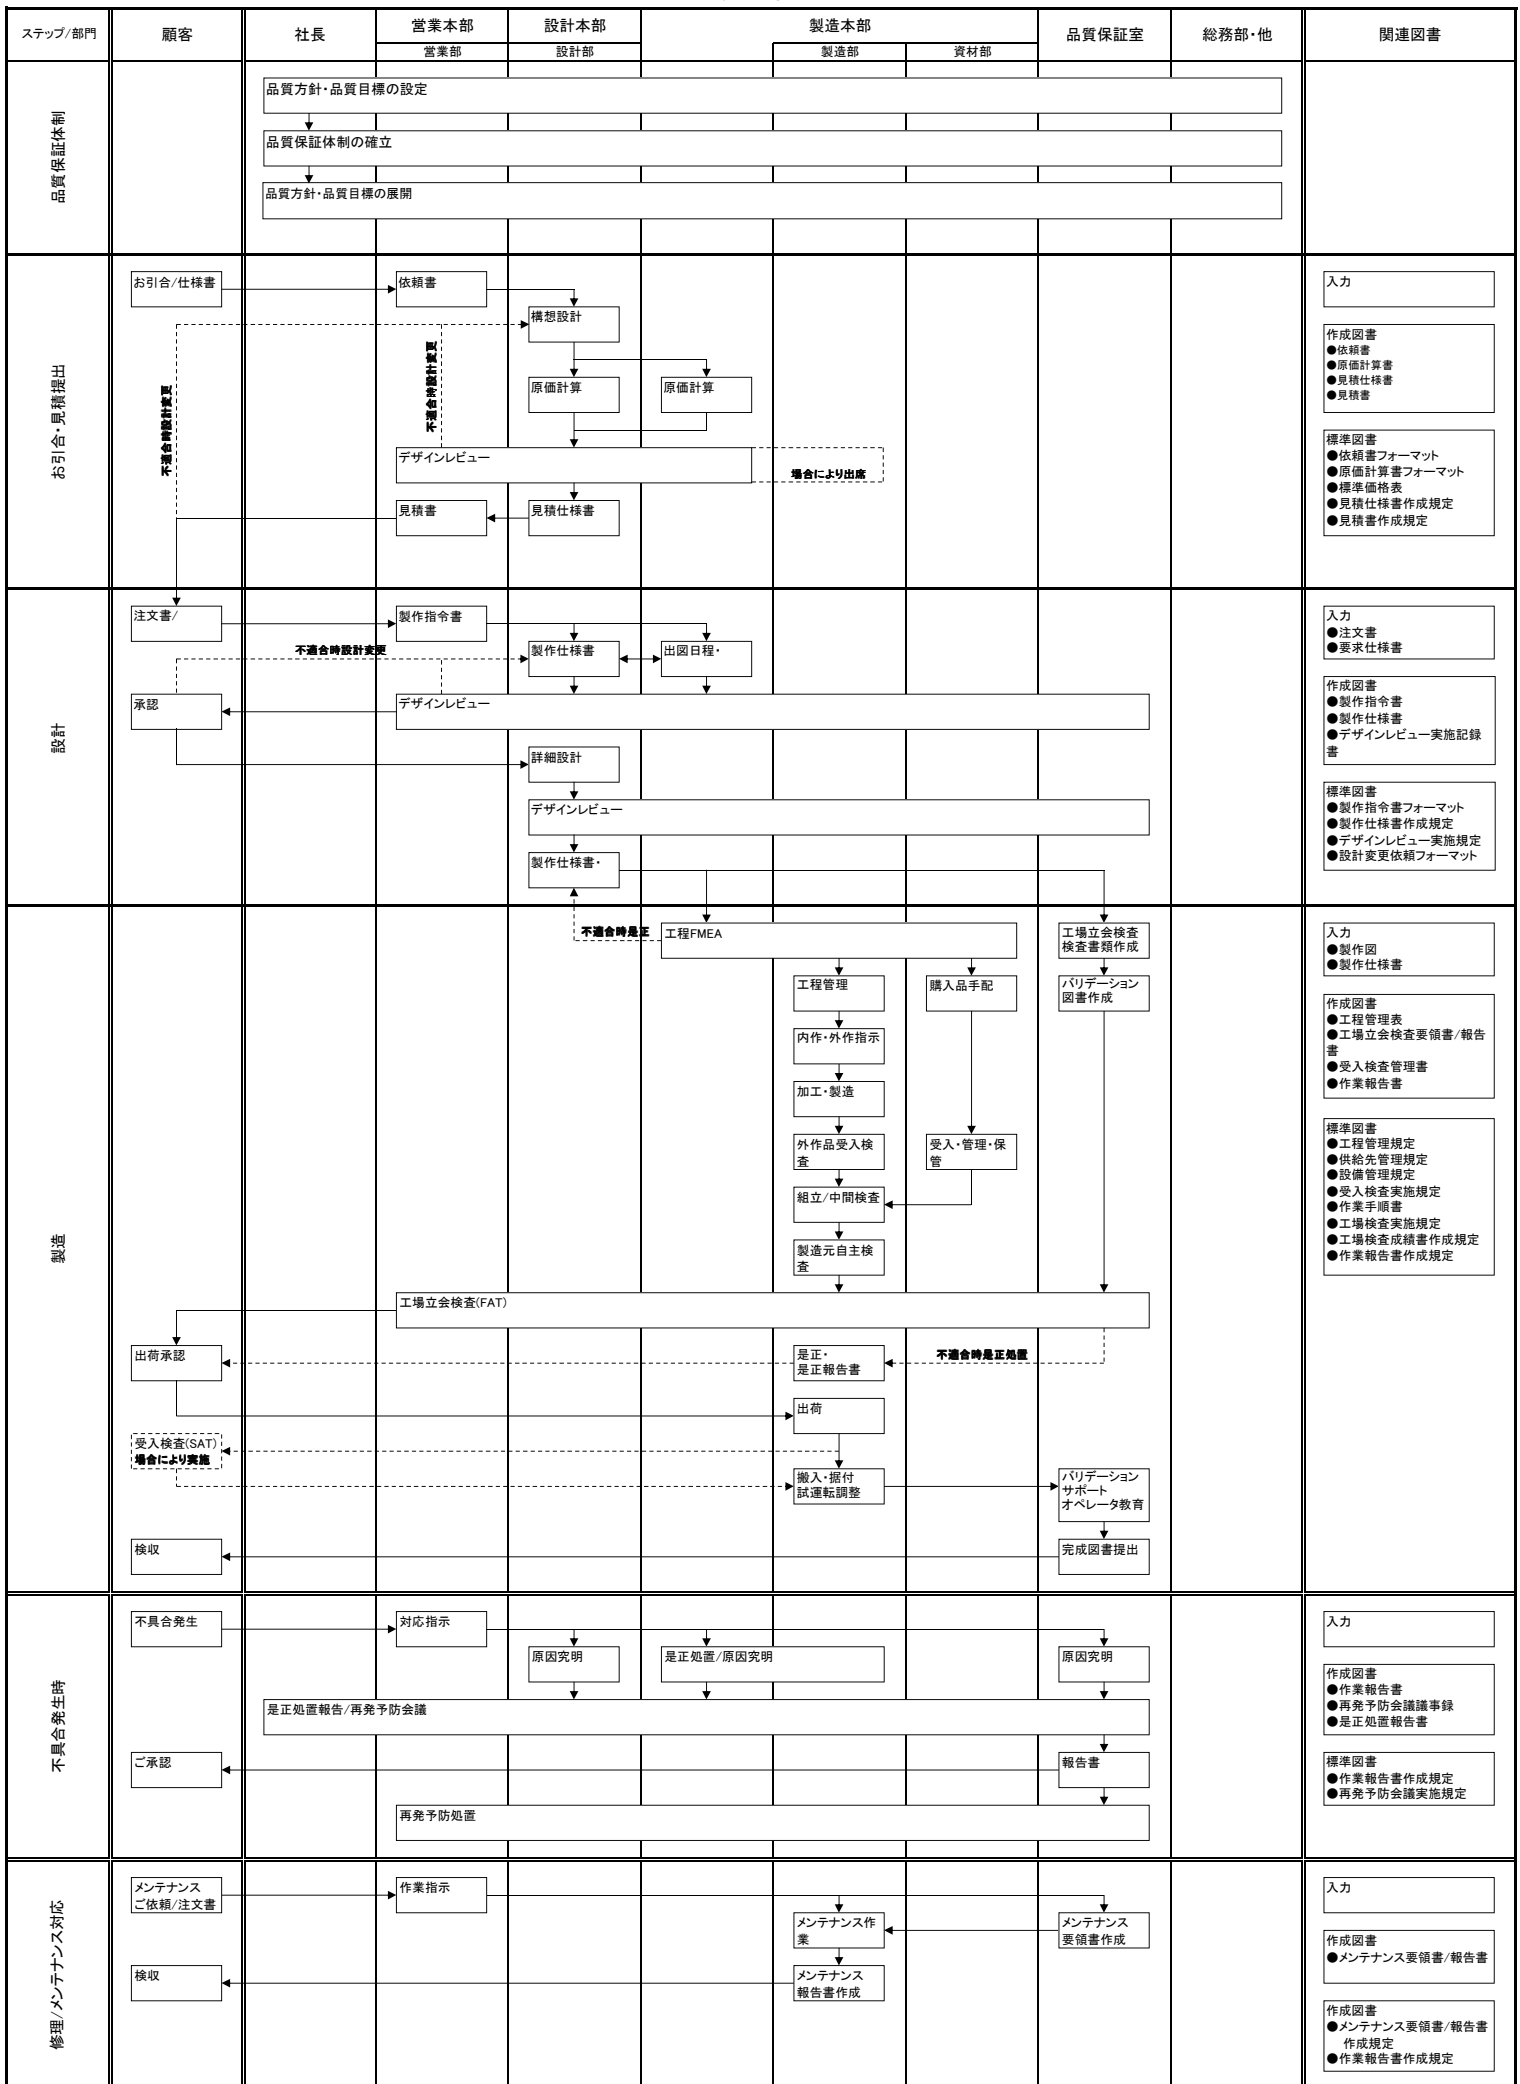 ステップ/部門
顧客
社長
営業本部
設計本部
製造本部
品質保証室
総務部・他
関連図書
営業部
設計部
製造部
資材部
品質保証体制
品質方針・品質目標の設定
品質保証体制の確立
品質方針・品質目標の展開
お引合・見積提出
お引合/仕様書
依頼書
構想設計
不適合時設計変更
不適合時設計変更
原価計算
原価計算
デザインレビュー
場合により出席
見積書
見積仕様書
入力
作成図書
●依頼書
●原価計算書
●見積仕様書
●見積書
標準図書
●依頼書フォーマット
●原価計算書フォーマット
●標準価格表
●見積仕様書作成規定
●見積書作成規定
設計
注文書/
製作指令書
不適合時設計変更
製作仕様書
出図日程・
承認
デザインレビュー
詳細設計
デザインレビュー
製作仕様書・
入力
●注文書
●要求仕様書
作成図書
●製作指令書
●製作仕様書
●デザインレビュー実施記録
書
標準図書
●製作指令書フォーマット
●製作仕様書作成規定
●デザインレビュー実施規定
●設計変更依頼フォーマット
製造
不適合時是正
工程FMEA
工場立会検査
検査書類作成
工程管理
購入品手配
バリデーション
図書作成
内作・外作指示
加工・製造
外作品受入検
査
受入・管理・保
管
組立/中間検査
製造元自主検
査
工場立会検査(FAT)
出荷承認
是正・
是正報告書
不適合時是正処置
出荷
受入検査(SAT)
場合により実施
搬入・据付
試運転調整
バリデーション
サポート
オペレータ教育
検収
完成図書提出
入力
●製作図
●製作仕様書
作成図書
●工程管理表
●工場立会検査要領書/報告
書
●受入検査管理書
●作業報告書
標準図書
●工程管理規定
●供給先管理規定
●設備管理規定
●受入検査実施規定
●作業手順書
●工場検査実施規定
●工場検査成績書作成規定
●作業報告書作成規定
不具合発生時
不具合発生
対応指示
原因究明
是正処置/原因究明
原因究明
是正処置報告/再発予防会議
ご承認
報告書
再発予防処置
入力
作成図書
●作業報告書
●再発予防会議議事録
●是正処置報告書
標準図書
●作業報告書作成規定
●再発予防会議実施規定
修理/メンテナンス対応
メンテナンス
ご依頼/注文書
作業指示
メンテナンス作
業
メンテナンス
要領書作成
検収
メンテナンス
報告書作成
入力
作成図書
●メンテナンス要領書/報告書
作成図書
●メンテナンス要領書/報告書
作成規定
●作業報告書作成規定